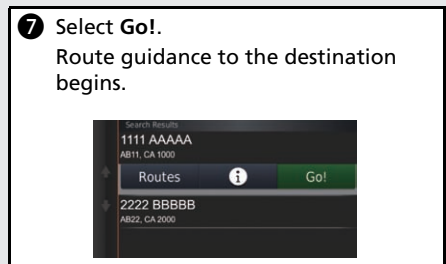 7 Select Go!.
Route guidance to the destination
begins.
Search Results
1111 AAAAA
AB11, CA 1000
Routes i Go!
2222 BBBBB
AB22, CA 2000